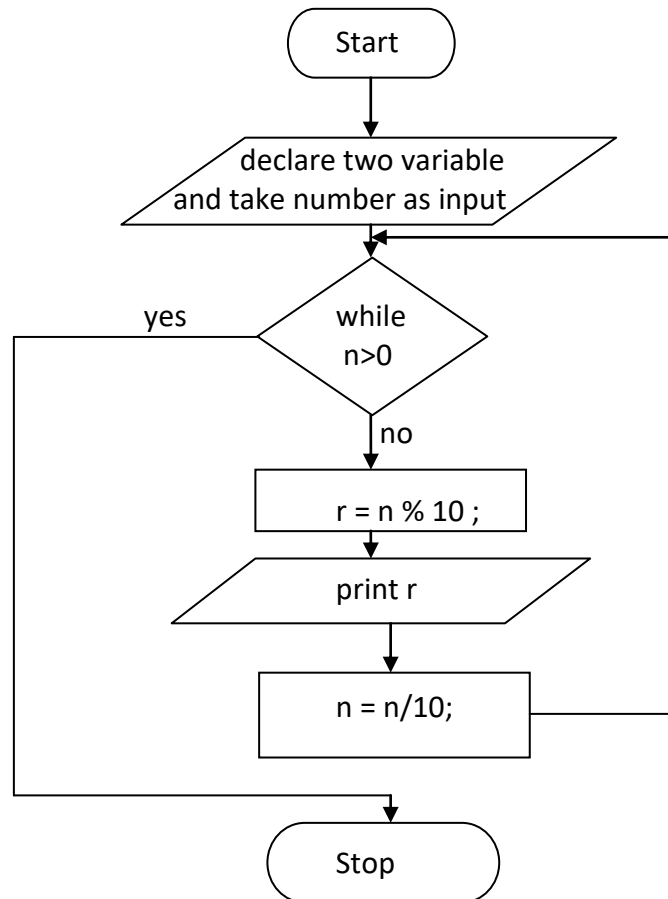 Start
declare two variable
and take number as input
yes
while
n>0
no
r = n % 10 ;
print r
n = n/10;
Stop